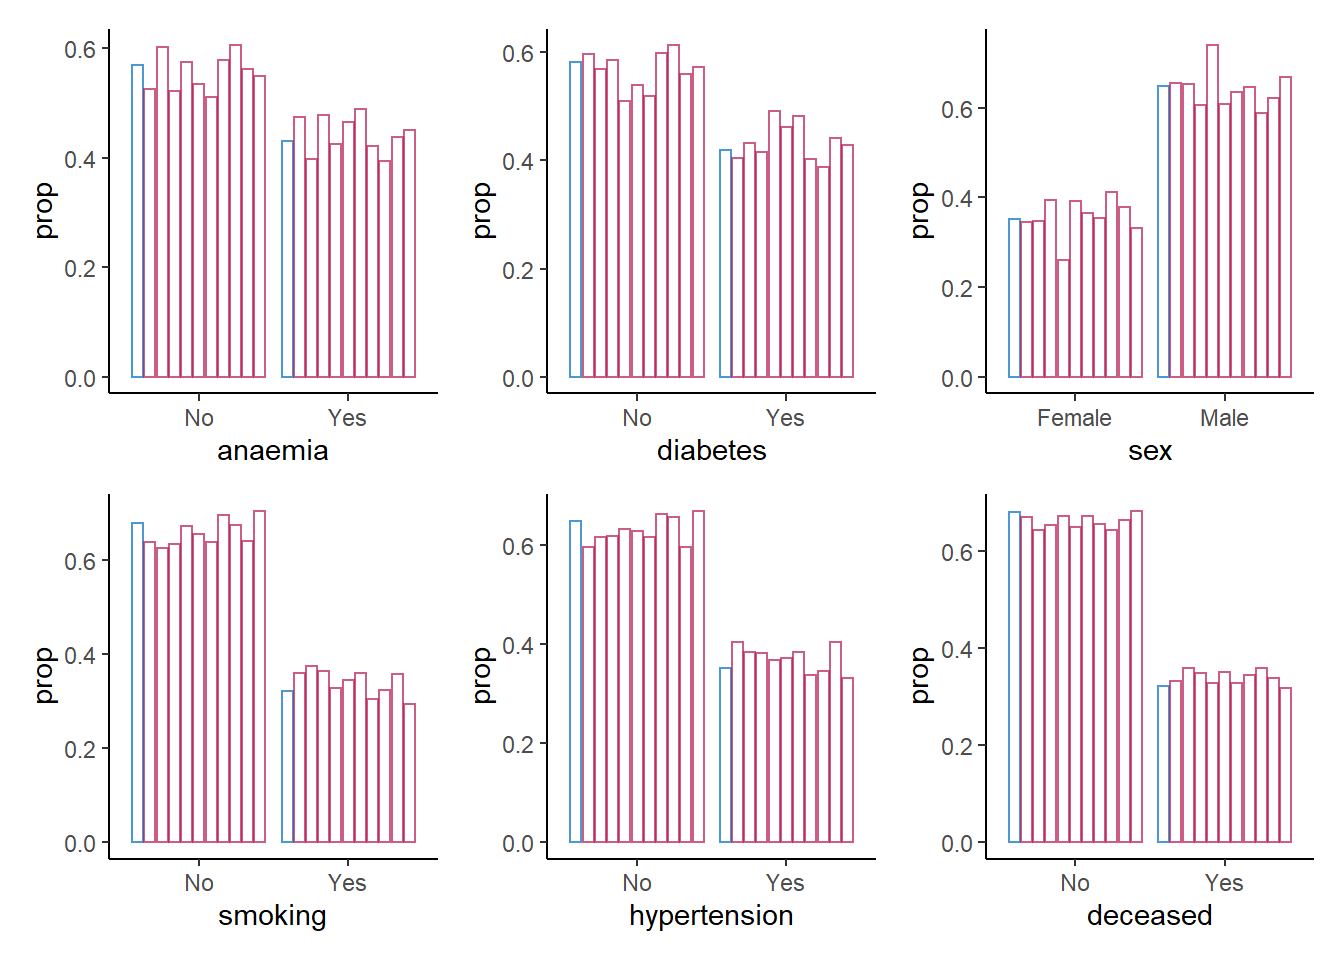 prop
0.6
0.4
0.2
0.0
No Yes
anaemia
prop
0.6
0.4
0.2
0.0
No Yes
diabetes
prop
0.6
0.4
0.2
0.0
Female Male
sex
prop
0.6
0.4
0.2
0.0
No Yes
smoking
prop
0.6
0.4
0.2
0.0
No Yes
hypertension
prop
0.6
0.4
0.2
0.0
No Yes
deceased